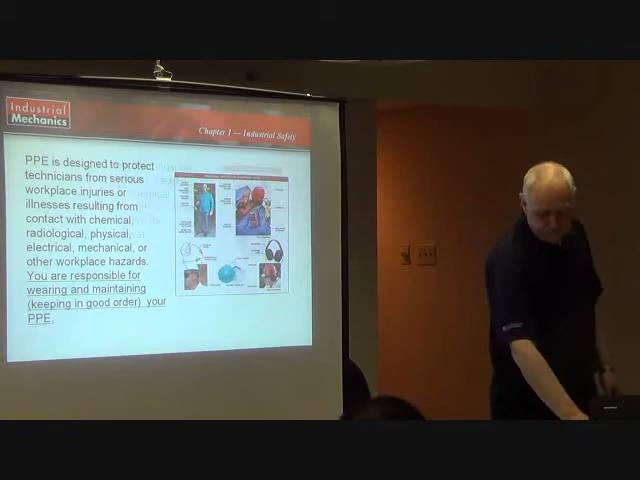 Industrial
Mechanics
Chapter 1 — Industrial Safety
PPE is designed to protect
technicians from serious
workplace injuries or
illnesses resulting from
contact with chemical,
radiological, physical,
electrical, mechanical, or
other workplace hazards.
You are responsible for
wearing and maintaining
(keeping in good order) your
PPE.